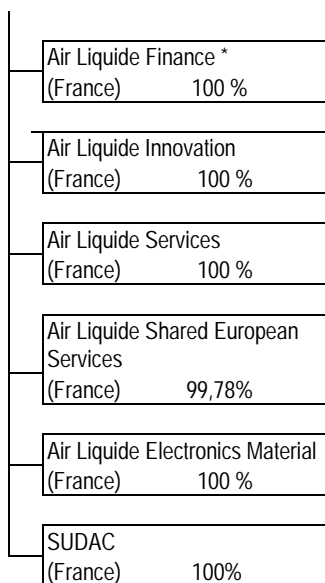 Air Liquide Finance *
(France) 100 %
Air Liquide Innovation
(France) 100 %
Air Liquide Services
(France) 100 %
Air Liquide Shared European
Services
(France) 99,78%
Air Liquide Electronics Material
(France) 100 %
SUDAC
(France) 100%